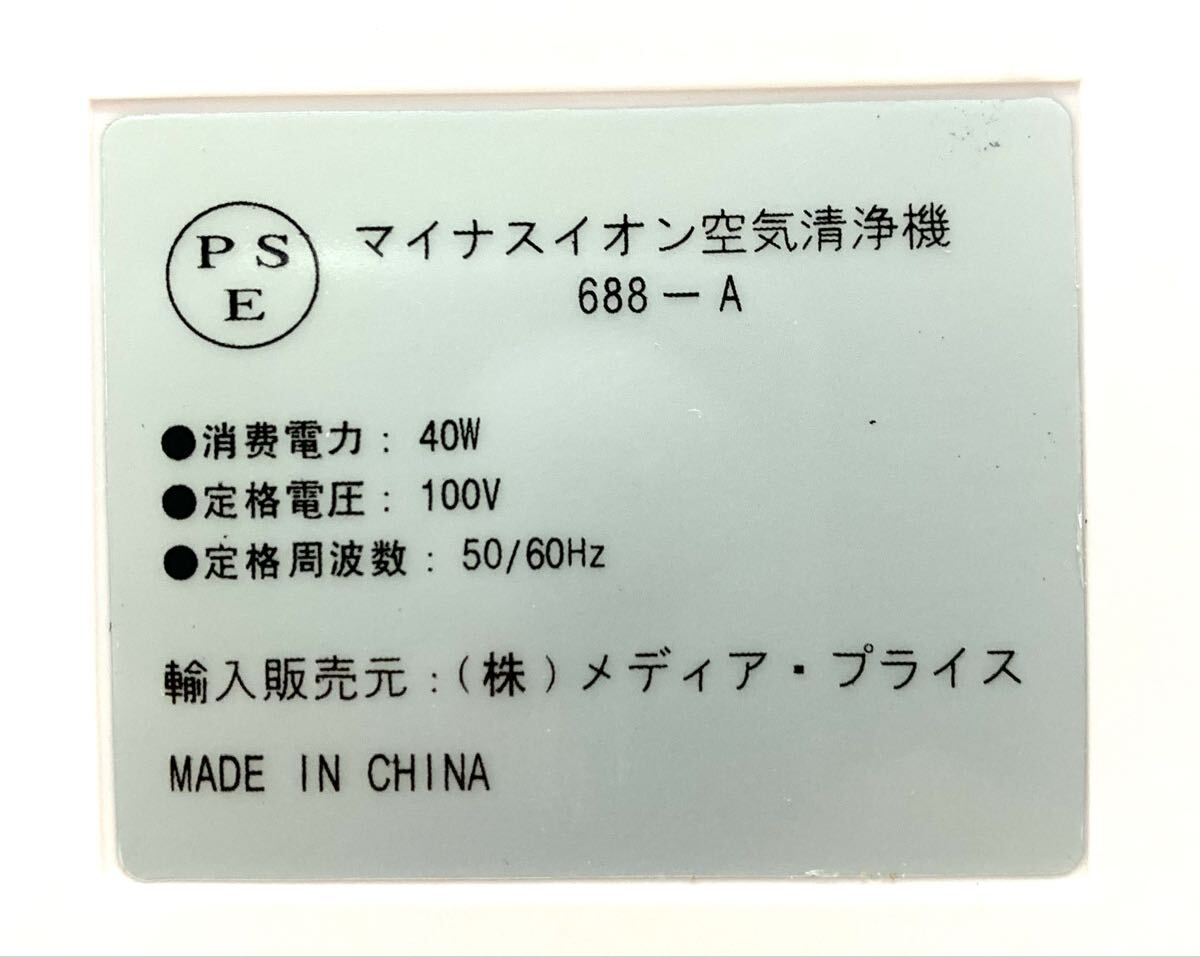 PS
E
マイナスイオン空気清浄機
688－A
●消费電力：40W
●定格電圧：100V
●定格周波数：50/60Hz
輸入販売元：(株)メディア・プライス
MADE IN CHINA